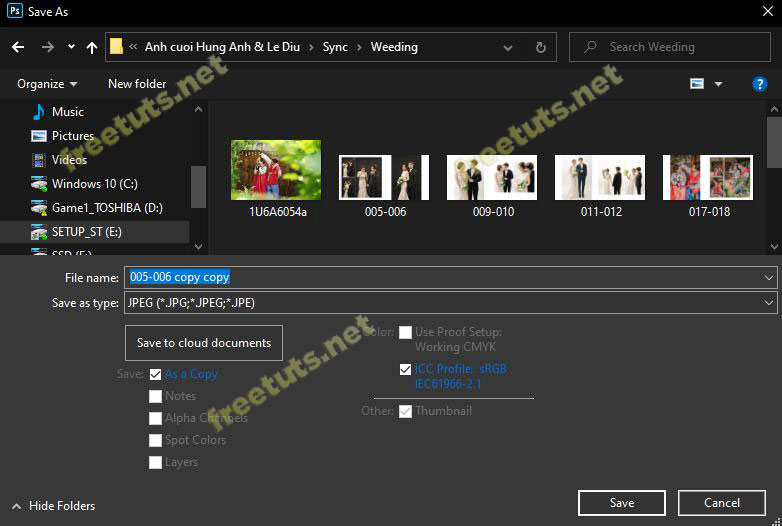 Ps Save As
« Anh cuoi Hung Anh & Le Diu › Sync › Weeding
Search Weeding
Organize
New folder
?
Music
Pictures
Videos
Windows 10 (C:)
Game1_TOSHIBA (D:)
SETUP_ST (E:)
SSD (F:)
1U6A6054a
005-006
009-010
011-012
017-018
freetuts.net
freetuts.net
File name: 005-006 copy copy
Save as type: JPEG (*.JPG;*.JPEG;*.JPE)
Save to cloud documents
Save: As a Copy
Notes
Alpha Channels
Spot Colors
Layers
Color: Use Proof Setup:
Working CMYK
ICC Profile: sRGB
IEC61966-2.1
Other: Thumbnail
freetuts.net
Hide Folders
Save
Cancel